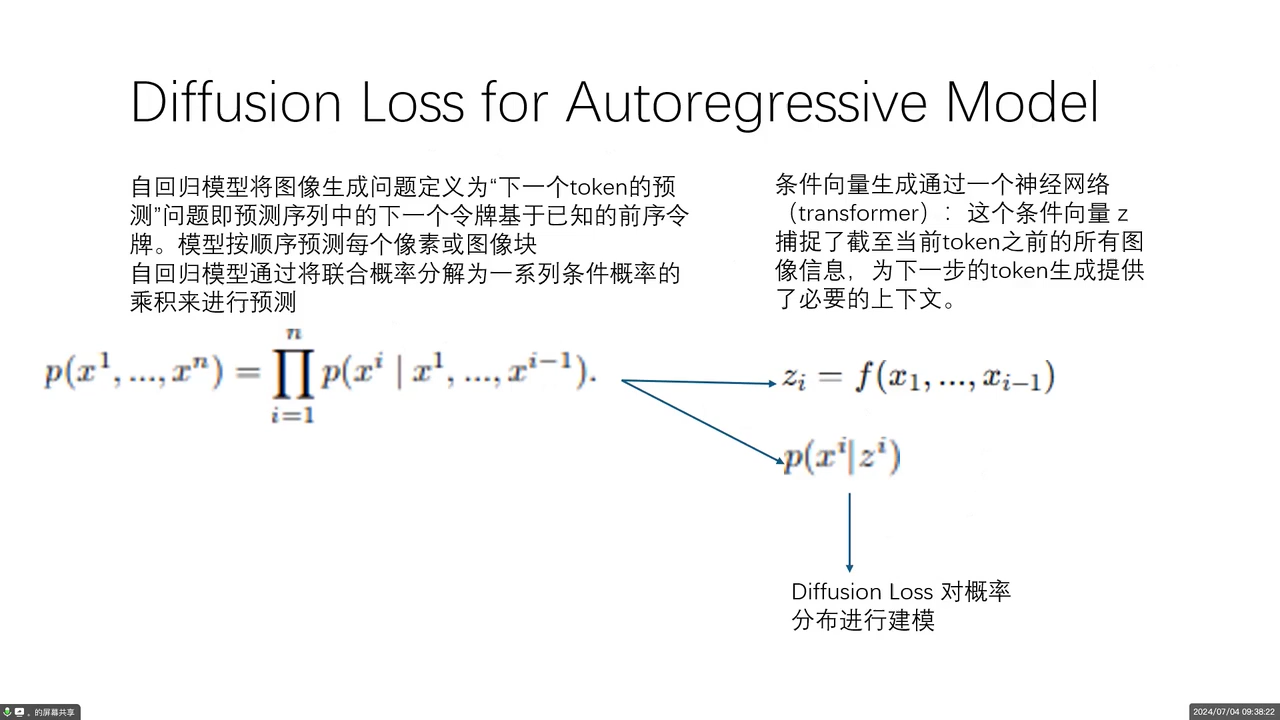 Diffusion Loss for Autoregressive Model
自回归模型将图像生成问题定义为“下一个token的预
测”问题即预测序列中的下一个令牌基于已知的前序令
牌。模型按顺序预测每个像素或图像块
自回归模型通过将联合概率分解为一系列条件概率的
乘积来进行预测
p(x^1, ..., x^n) = ∏_{i=1}^{n} p(x^i | x^1, ..., x^{i-1}).
条件向量生成通过一个神经网络
（transformer）：这个条件向量 z
捕捉了截至当前token之前的所有图
像信息，为下一步的token生成提供
了必要的上下文。
z_i = f(x_1, ..., x_{i-1})
p(x^i|z^i)
Diffusion Loss 对概率
分布进行建模
。的屏幕共享
2024/07/04 09:38:22